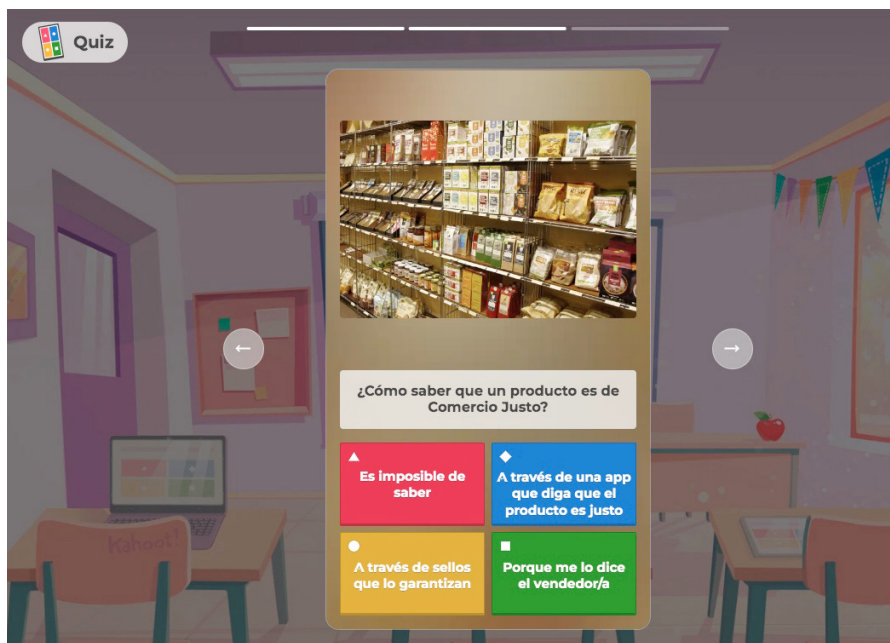 Quiz
¿Cómo saber que un producto es de
Comercio Justo?
Es imposible de
saber
A través de una app
que diga que el
producto es justo
A través de sellos
que lo garantizan
Porque me lo dice
el vendedor/a
Kahoot!